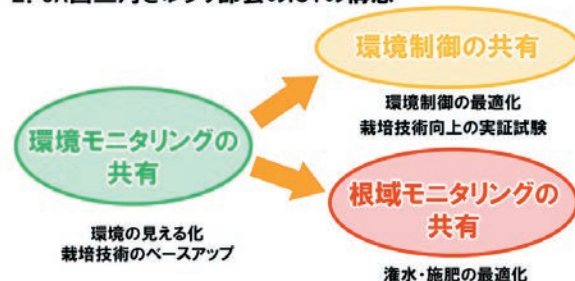 環境制御の共有
環境制御の最適化
栽培技術向上の実証試験
環境モニタリングの
共有
環境の見える化
栽培技術のベースアップ
根域モニタリングの
共有
潅水・施肥の最適化